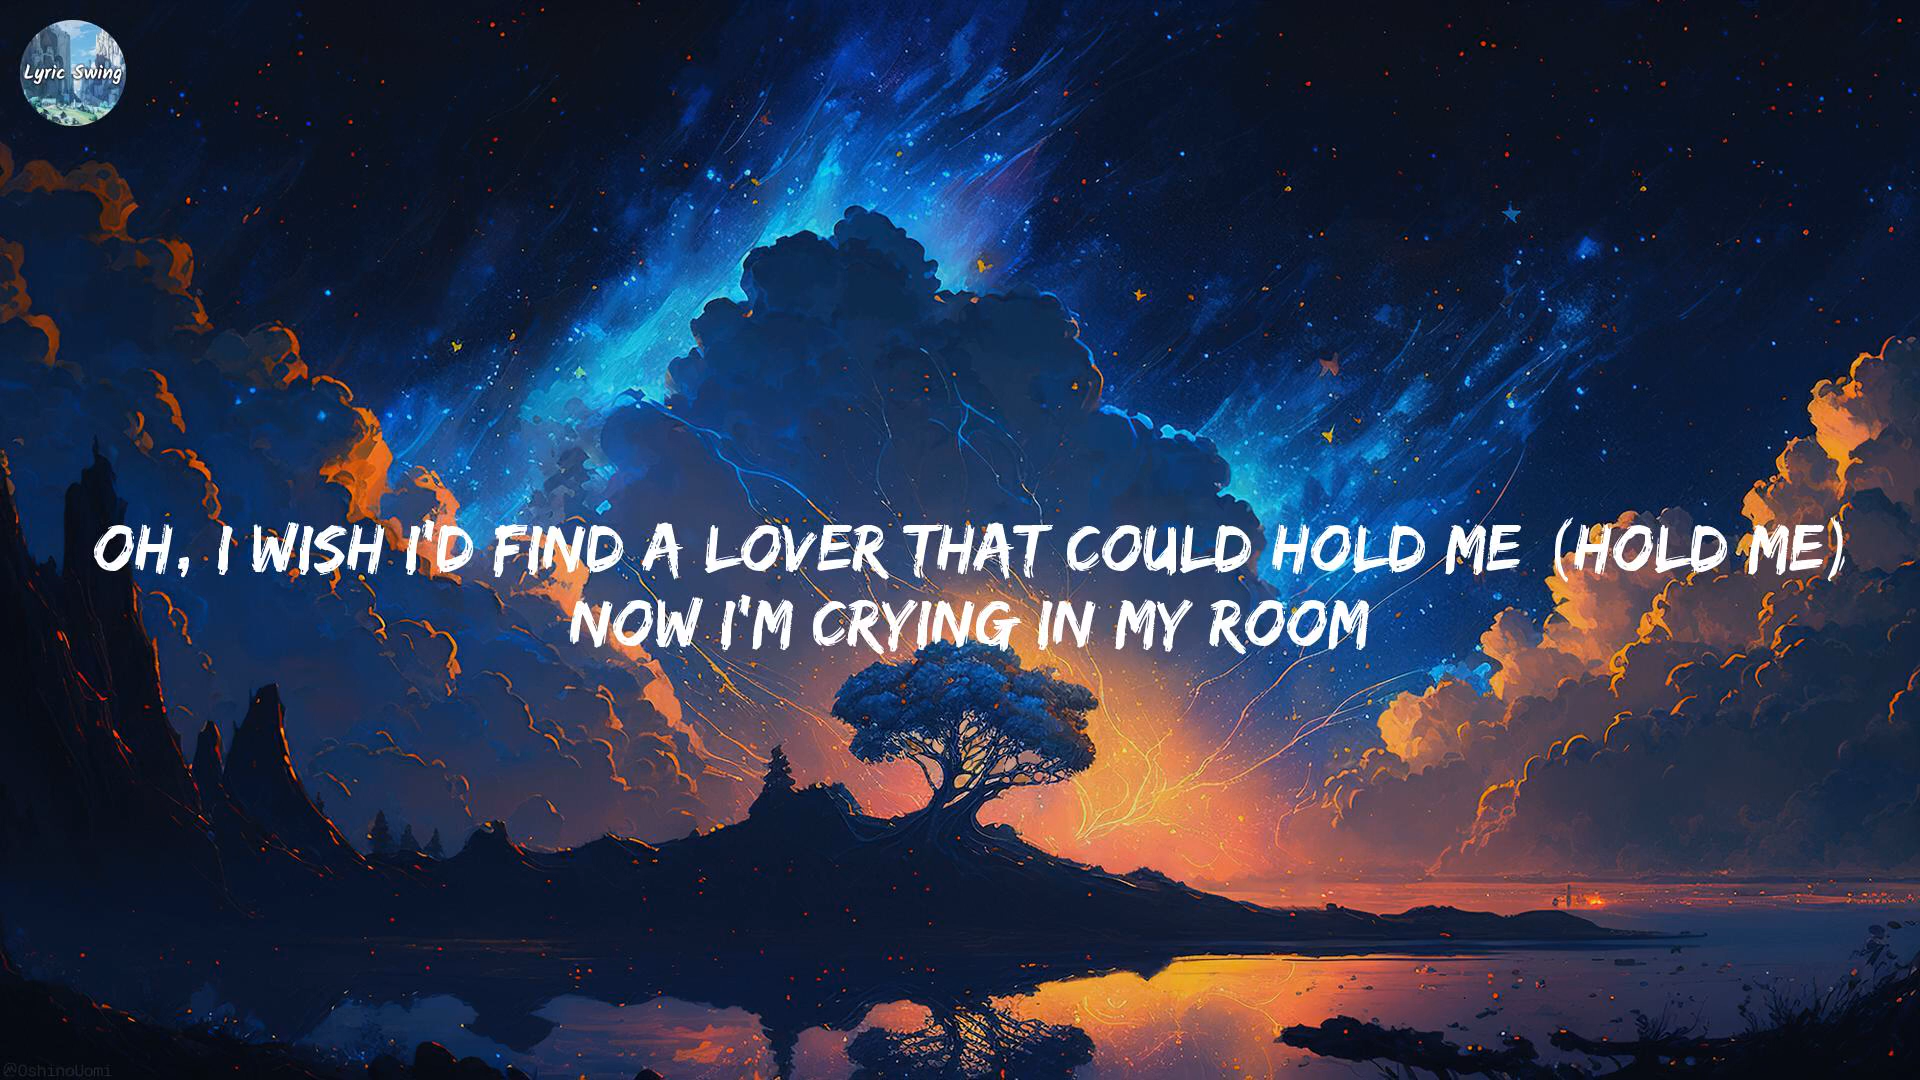 Lyric Swing
OH, I WISH I'D FIND A LOVER THAT COULD HOLD ME (HOLD ME)
NOW I'M CRYING IN MY ROOM
@OshinoUomi